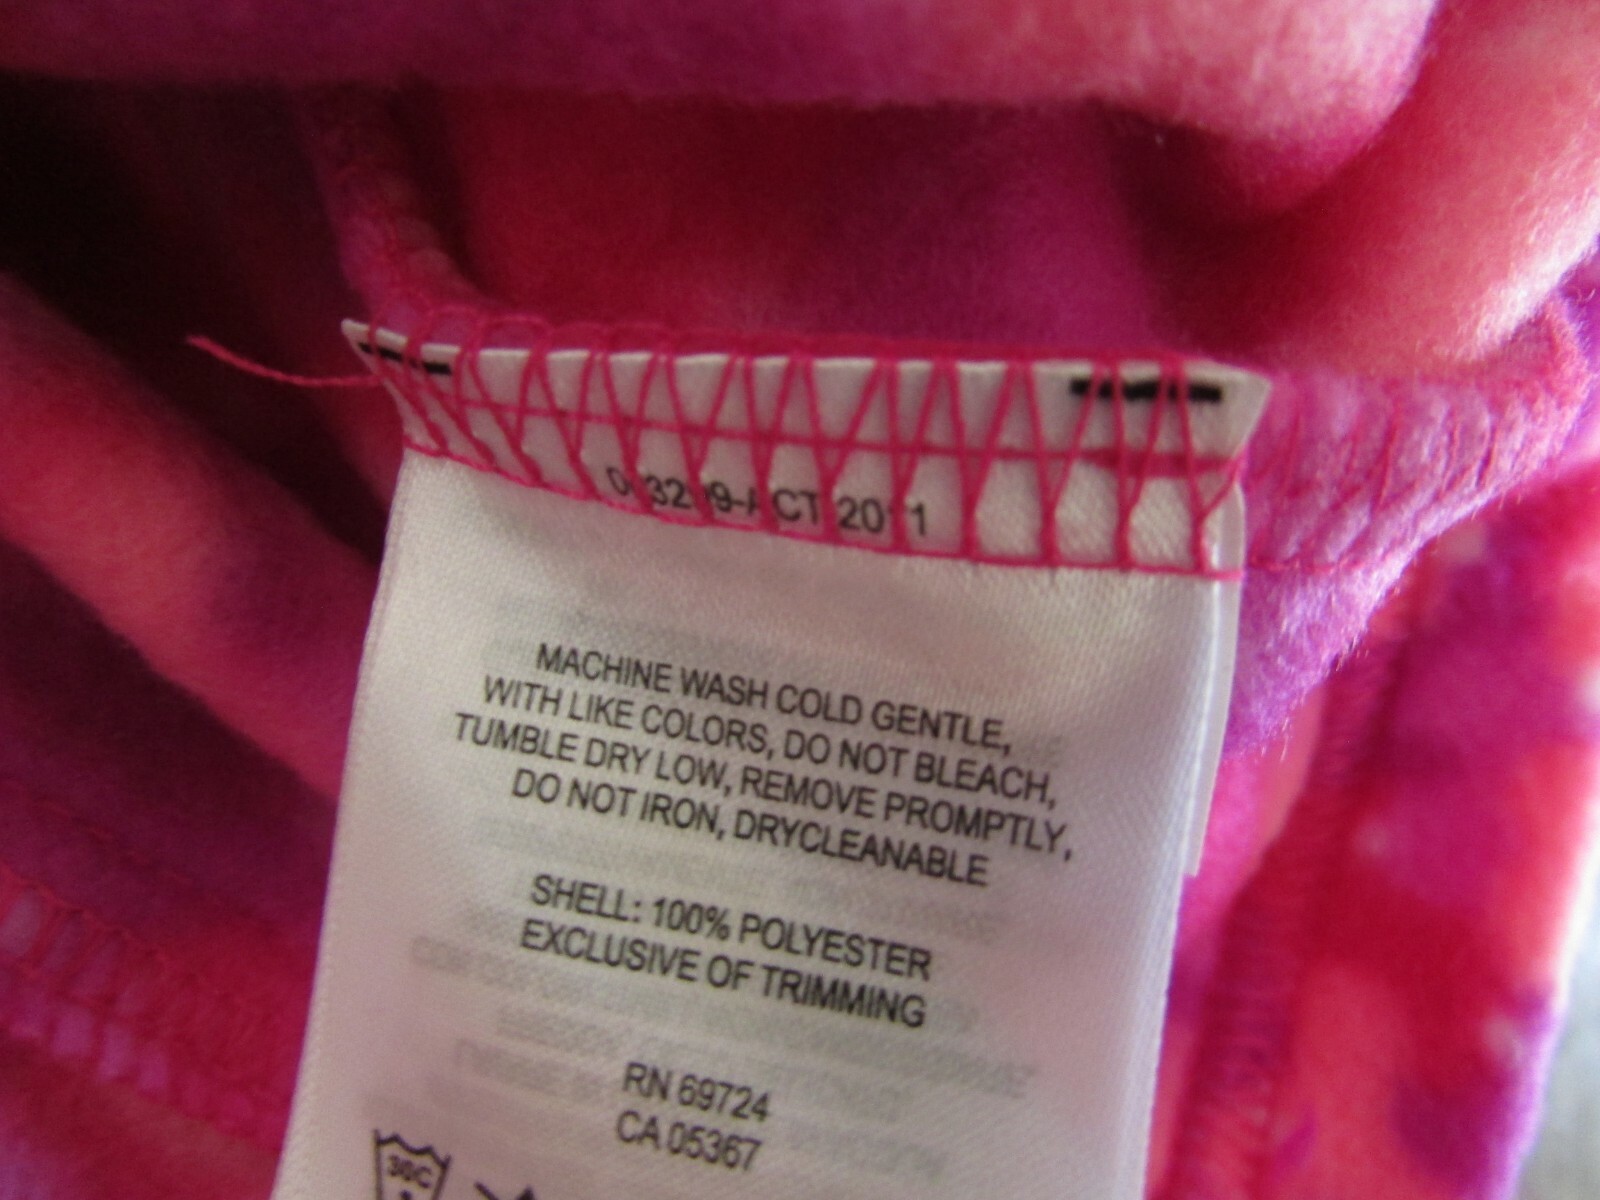 MACHINE WASH COLD GENTLE,
WITH LIKE COLORS, DO NOT BLEACH,
TUMBLE DRY LOW, REMOVE PROMPTLY,
DO NOT IRON, DRYCLEANABLE
SHELL: 100% POLYESTER
EXCLUSIVE OF TRIMMING
RN 69724
CA 05367
30C